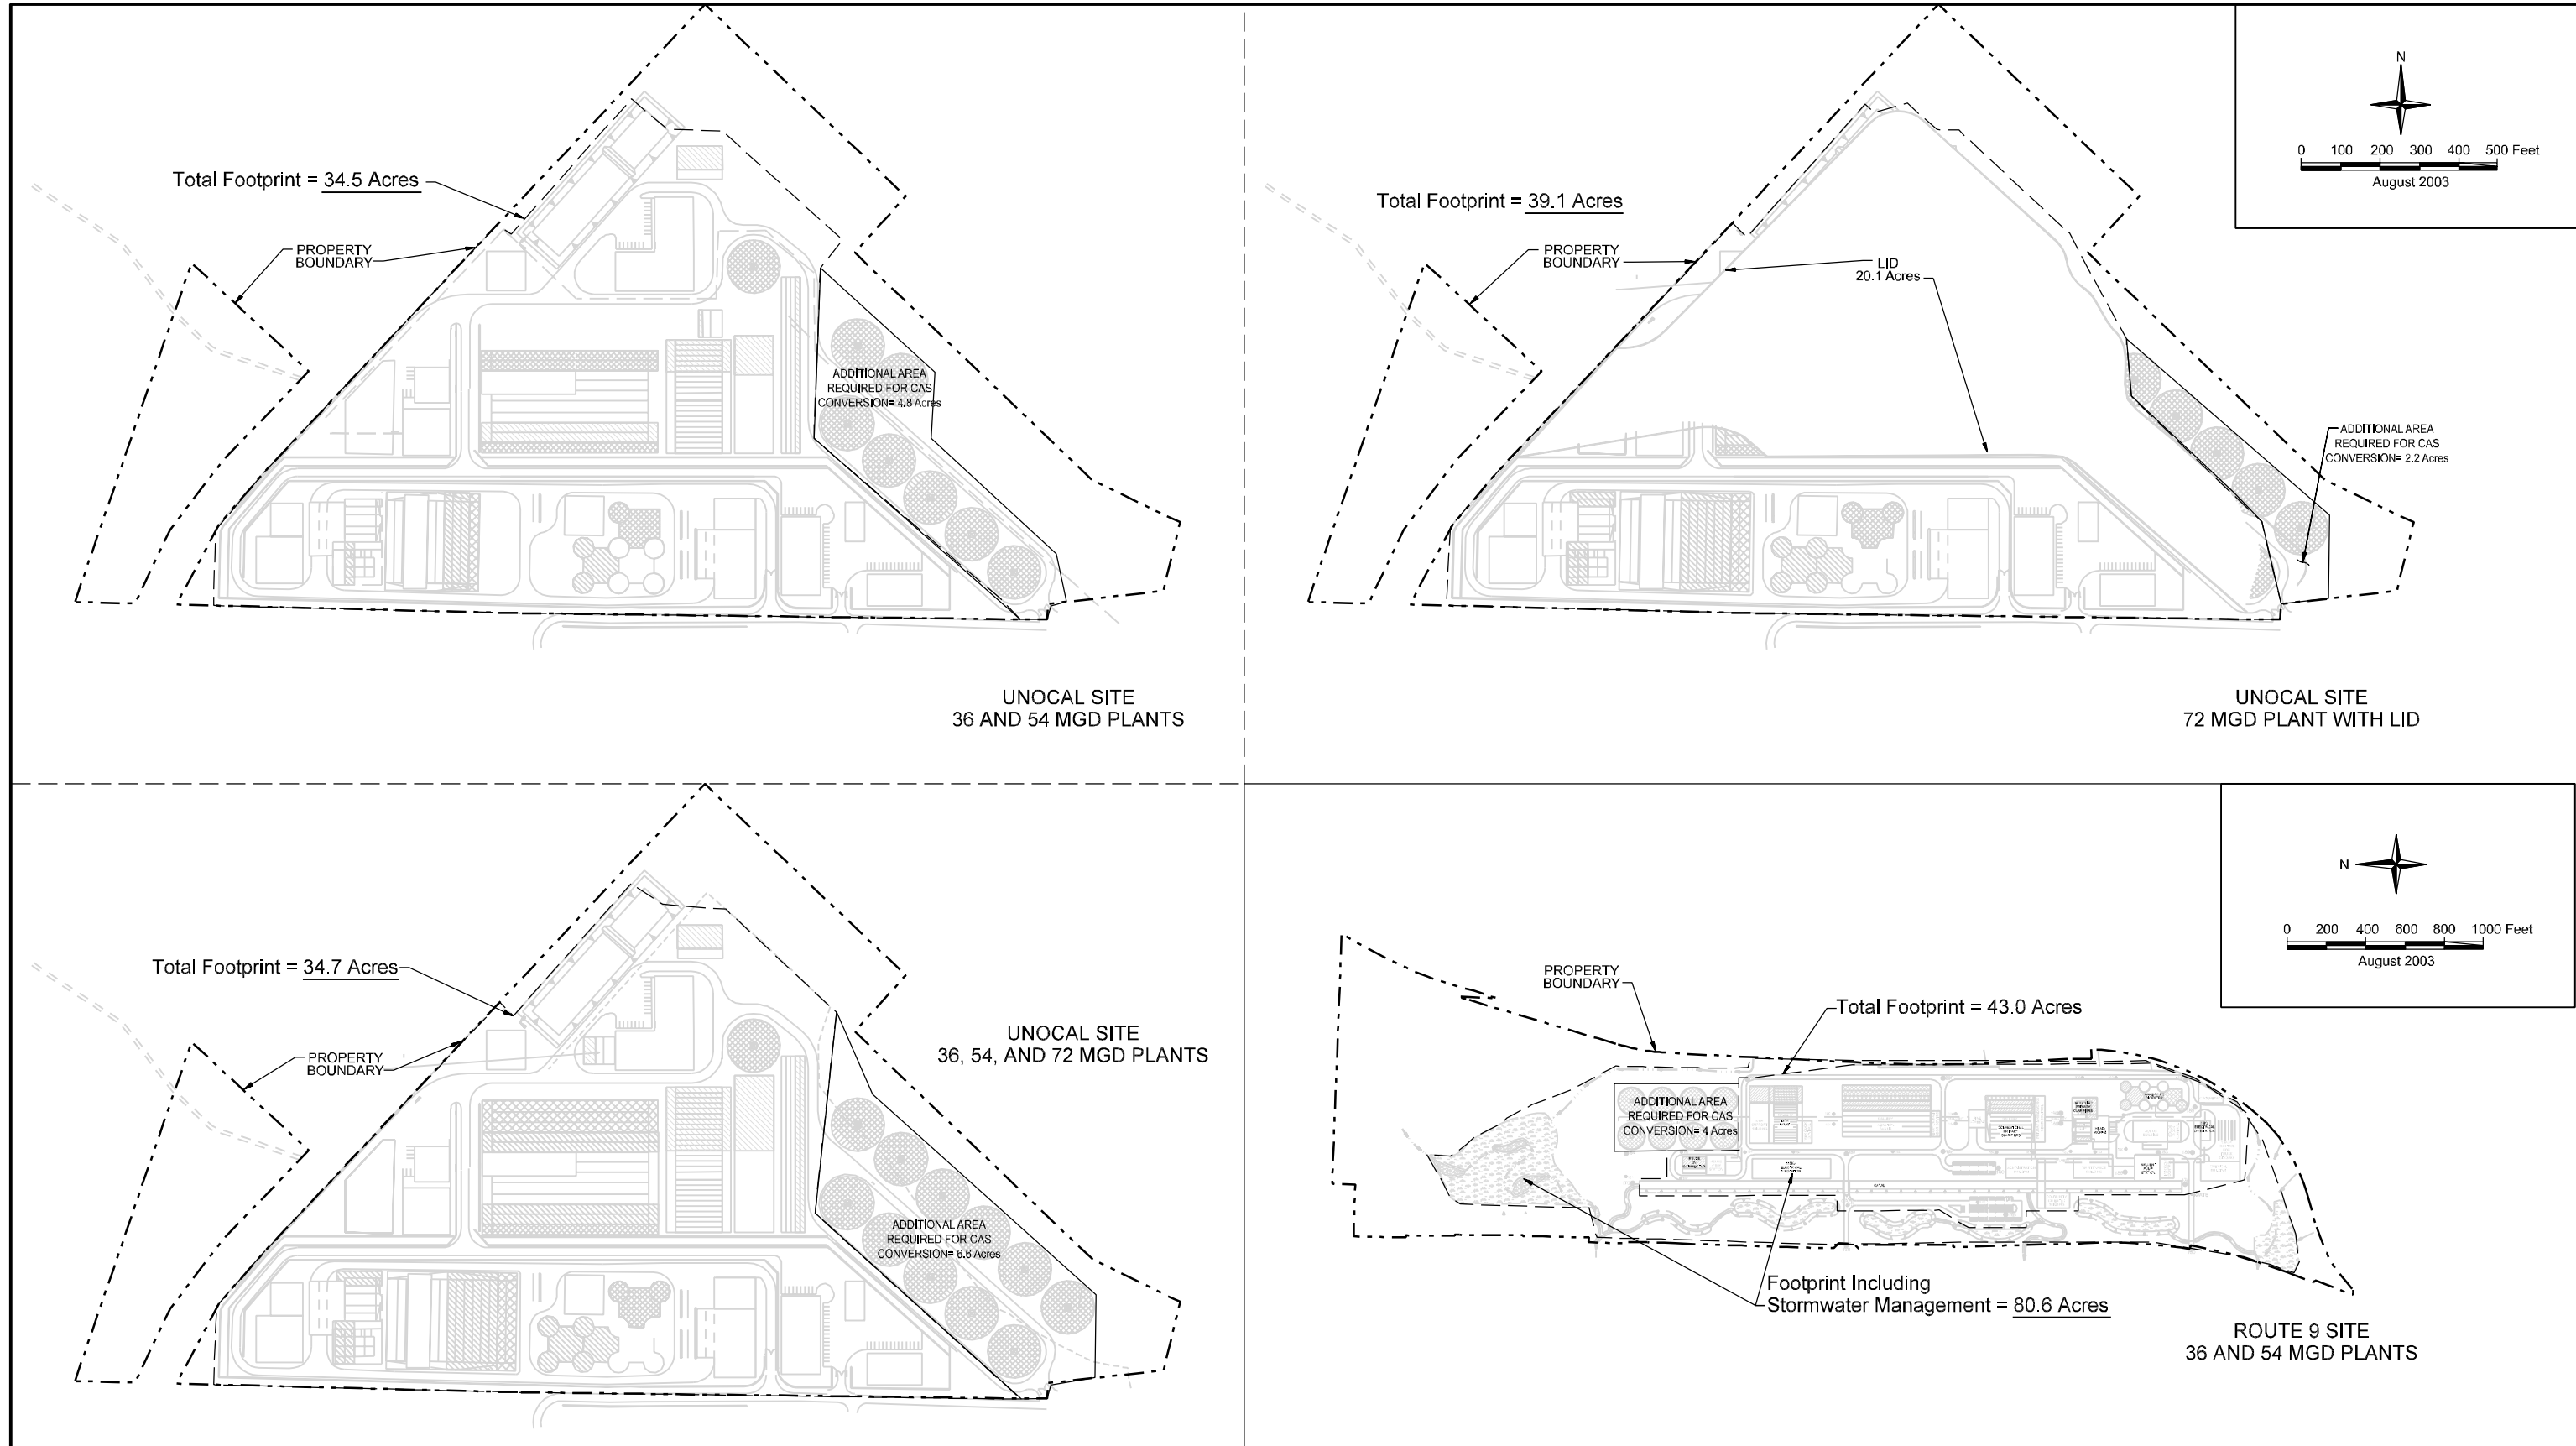 Total Footprint = 34.5 Acres
PROPERTY
BOUNDARY
ADDITIONAL AREA
REQUIRED FOR CAS
CONVERSION= 4.8 Acres
UNOCAL SITE
36 AND 54 MGD PLANTS
N
0 100 200 300 400 500 Feet
August 2003
Total Footprint = 39.1 Acres
PROPERTY
BOUNDARY
LID
20.1 Acres
ADDITIONAL AREA
REQUIRED FOR CAS
CONVERSION= 2.2 Acres
UNOCAL SITE
72 MGD PLANT WITH LID
Total Footprint = 34.7 Acres
PROPERTY
BOUNDARY
UNOCAL SITE
36, 54, AND 72 MGD PLANTS
ADDITIONAL AREA
REQUIRED FOR CAS
CONVERSION= 6.6 Acres
N
0 200 400 600 800 1000 Feet
August 2003
PROPERTY
BOUNDARY
Total Footprint = 43.0 Acres
ADDITIONAL AREA
REQUIRED FOR CAS
CONVERSION= 4 Acres
Footprint Including
Stormwater Management = 80.6 Acres
ROUTE 9 SITE
36 AND 54 MGD PLANTS